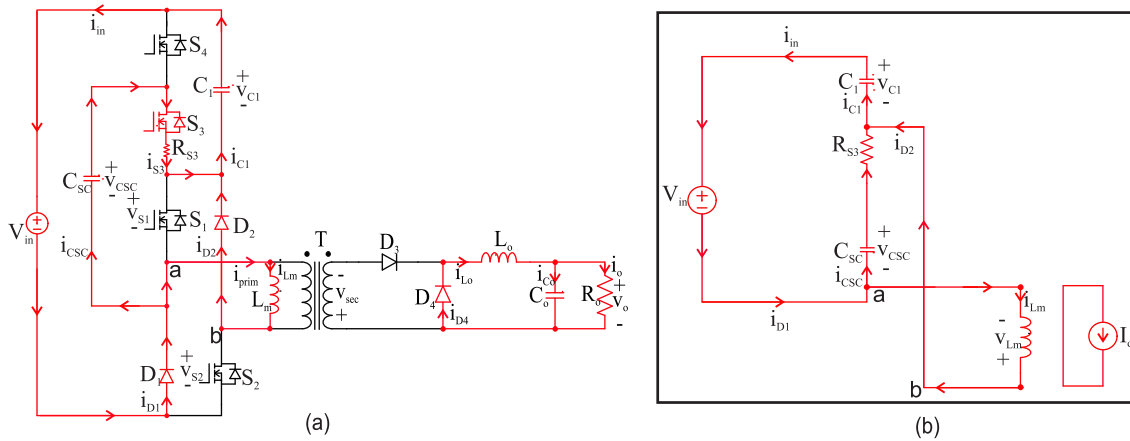 i_in
S_4
C_1
+
v_C1
-
S_3
R_S3
i_S3
i_C1
C_SC
+
v_CSC
-
+
v_S1
-
S_1
D_2
V_in
i_CSC
i_D2
a
i_prim
L_m
i_Lm
T
-
v_sec
+
D_3
L_o
i_Lo
D_4
i_D4
i_Co
C_o
i_o
R_o
+
v_o
-
b
D_1
+
v_S2
-
S_2
i_D1
(a)
i_in
C_1
+
v_C1
-
i_C1
R_S3
i_D2
V_in
C_SC
+
v_CSC
-
i_CSC
a
i_D1
i_Lm
-
v_Lm
+
b
(b)